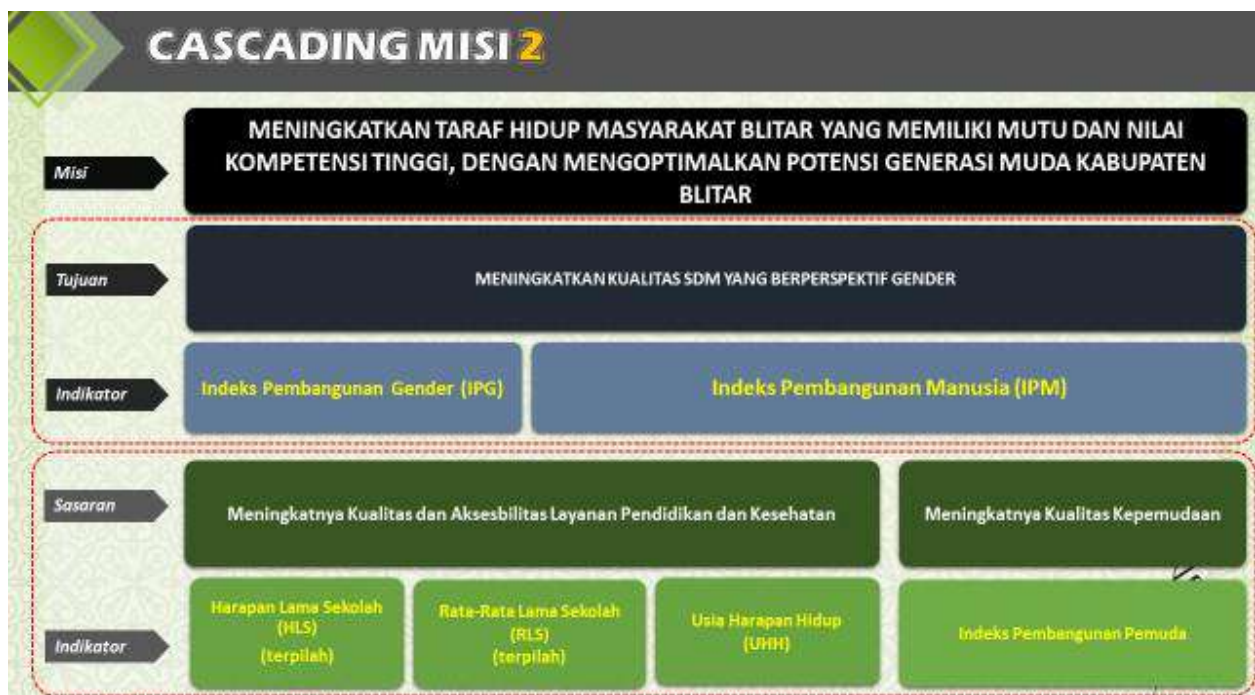 CASCADING MISI 2
Misi
MENINGKATKAN TARAF HIDUP MASYARAKAT BLITAR YANG MEMILIKI MUTU DAN NILAI
KOMPETENSI TINGGI, DENGAN MENGOPTIMALKAN POTENSI GENERASI MUDA KABUPATEN
BLITAR
Tujuan
MENINGKATKAN KUALITAS SDM YANG BERPERSPEKTIF GENDER
Indikator
Indeks Pembangunan Gender (IPG)
Indeks Pembangunan Manusia (IPM)
Sasaran
Meningkatnya Kualitas dan Aksesbilitas Layanan Pendidikan dan Kesehatan
Meningkatnya Kualitas Kepemudaan
Indikator
Harapan Lama Sekolah
(HLS)
(terpilah)
Rata-Rata Lama Sekolah
(RLS)
(terpilah)
Usia Harapan Hidup
(UHH)
Indeks Pembangunan Pemuda